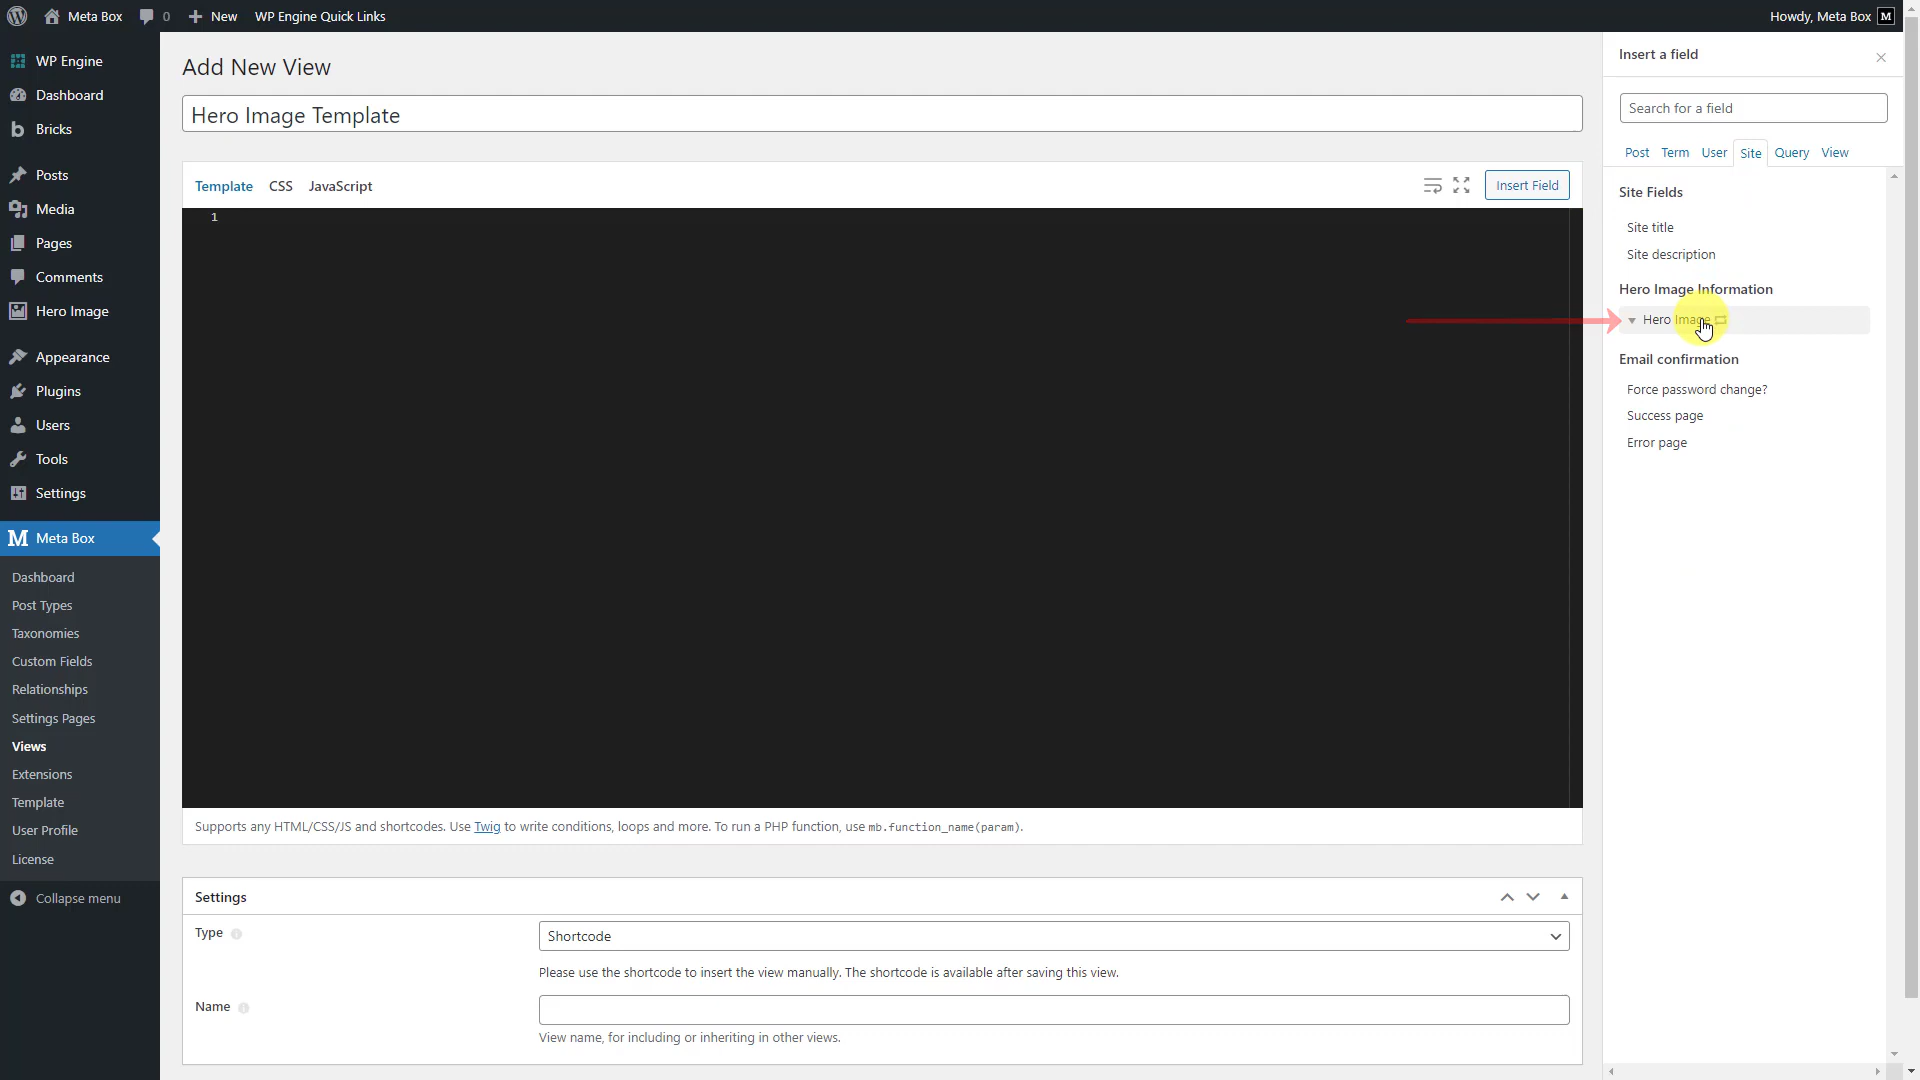 Meta Box
0
New
WP Engine Quick Links
Howdy, Meta Box
M
WP Engine
Dashboard
Bricks
Posts
Media
Pages
Comments
Hero Image
Appearance
Plugins
Users
Tools
Settings
Meta Box
Dashboard
Post Types
Taxonomies
Custom Fields
Relationships
Settings Pages
Views
Extensions
Template
User Profile
License
Collapse menu
Add New View
Hero Image Template
Template CSS JavaScript
Insert Field
1
Supports any HTML/CSS/JS and shortcodes. Use Twig to write conditions, loops and more. To run a PHP function, use mb.function_name(param).
Settings
Type
Shortcode
Please use the shortcode to insert the view manually. The shortcode is available after saving this view.
Name
View name, for including or inheriting in other views.
Insert a field
Search for a field
Post Term User Site Query View
Site Fields
Site title
Site description
Hero Image Information
Hero Image
Email confirmation
Force password change?
Success page
Error page